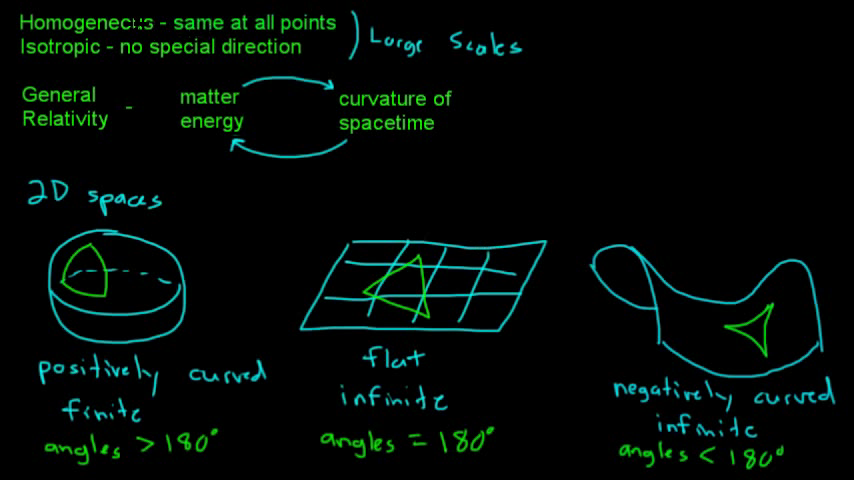 Homogeneous - same at all points
Isotropic - no special direction
Large Scales
General Relativity - matter energy
curvature of spacetime
2D spaces
positively curved
finite
angles > 180°
flat
infinite
angles = 180°
negatively curved
infinite
angles < 180°